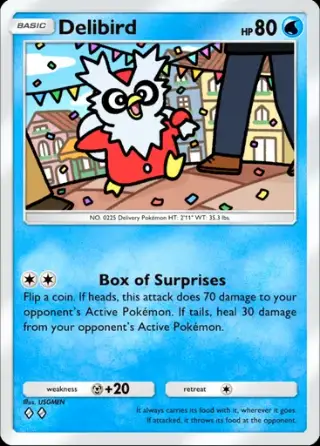 BASIC
Delibird
HP 80
NO. 0225 Delivery Pokémon HT: 2'11" WT: 35.3 lbs.
Box of Surprises
Flip a coin. If heads, this attack does 70 damage to your
opponent's Active Pokémon. If tails, heal 30 damage
from your opponent's Active Pokémon.
weakness +20 retreat
Illus. USGMEN
It always carries its food with it, wherever it goes.
If attacked, it throws its food at the opponent.